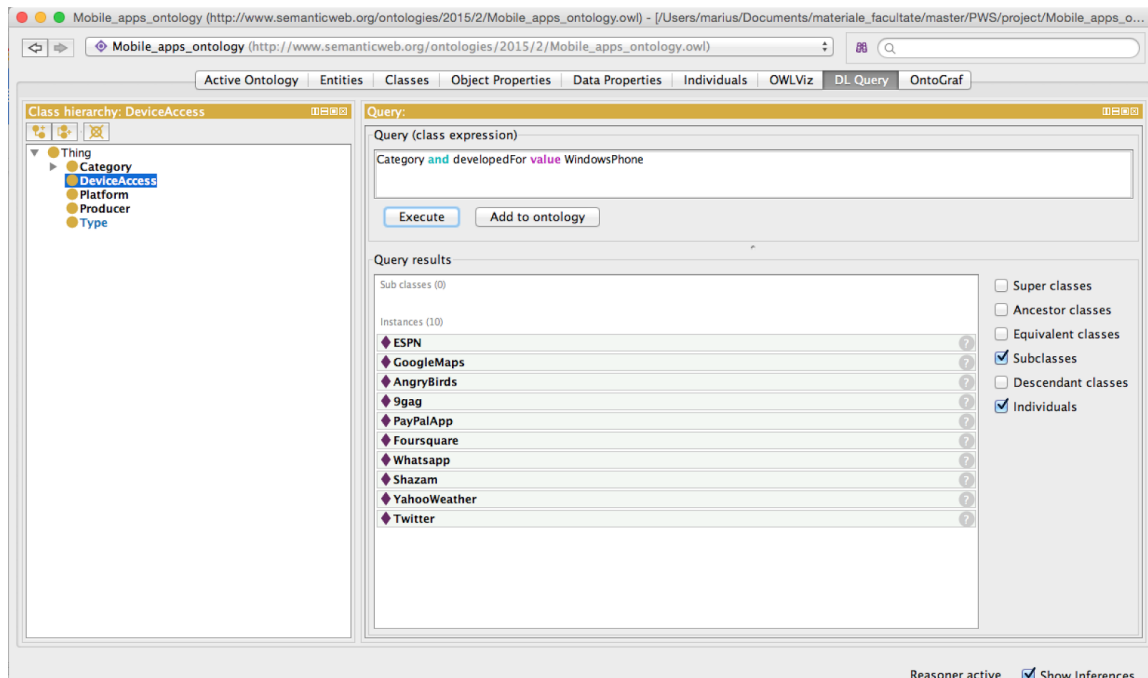 Mobile_apps_ontology (http://www.semanticweb.org/ontologies/2015/2/Mobile_apps_ontology.owl) - [/Users/marius/Documents/materiale_facultate/master/PWS/project/Mobile_apps_o...
Mobile_apps_ontology (http://www.semanticweb.org/ontologies/2015/2/Mobile_apps_ontology.owl)
Active Ontology Entities Classes Object Properties Data Properties Individuals OWLViz DL Query OntoGraf
Class hierarchy: DeviceAccess
Thing
Category
DeviceAccess
Platform
Producer
Type
Query:
Query (class expression)
Category and developedFor value WindowsPhone
Execute Add to ontology
Query results
Sub classes (0)
Instances (10)
ESPN ?
GoogleMaps ?
AngryBirds ?
9gag ?
PayPalApp ?
Foursquare ?
Whatsapp ?
Shazam ?
YahooWeather ?
Twitter ?
Super classes
Ancestor classes
Equivalent classes
Subclasses
Descendant classes
Individuals
Reasoner active Show Inferences